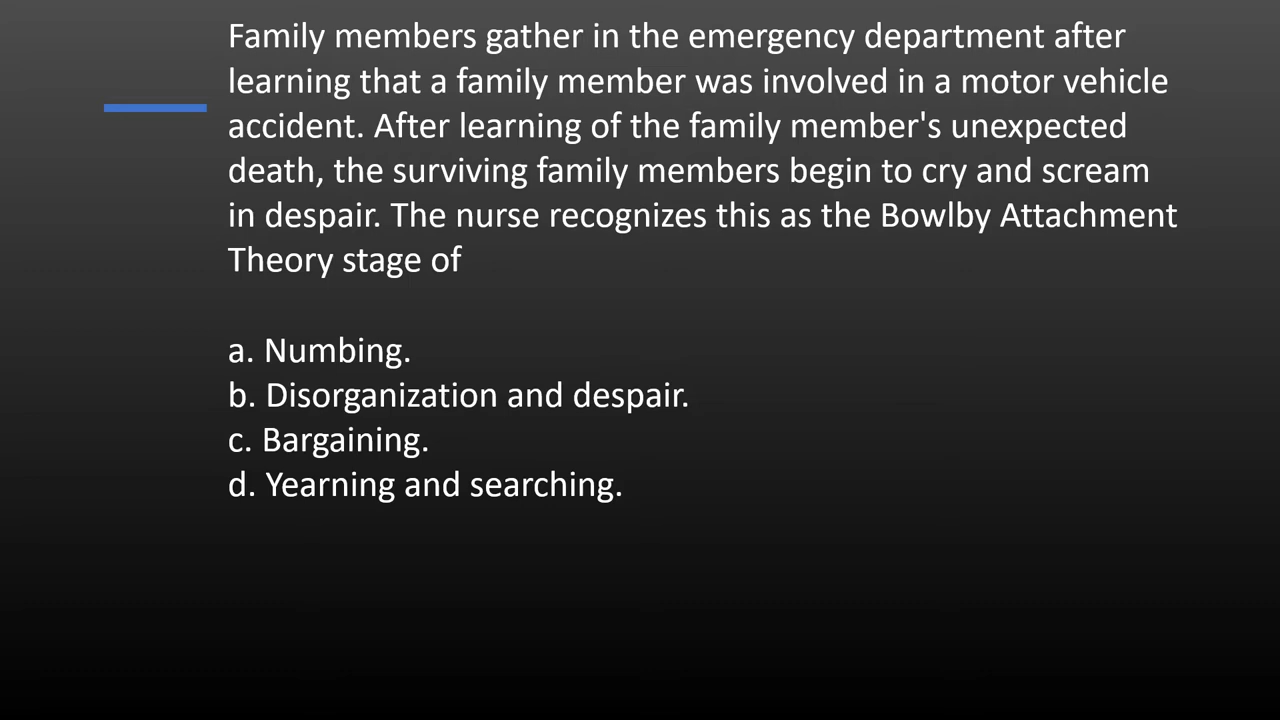 Family members gather in the emergency department after
learning that a family member was involved in a motor vehicle
accident. After learning of the family member's unexpected
death, the surviving family members begin to cry and scream
in despair. The nurse recognizes this as the Bowlby Attachment
Theory stage of
a. Numbing.
b. Disorganization and despair.
c. Bargaining.
d. Yearning and searching.